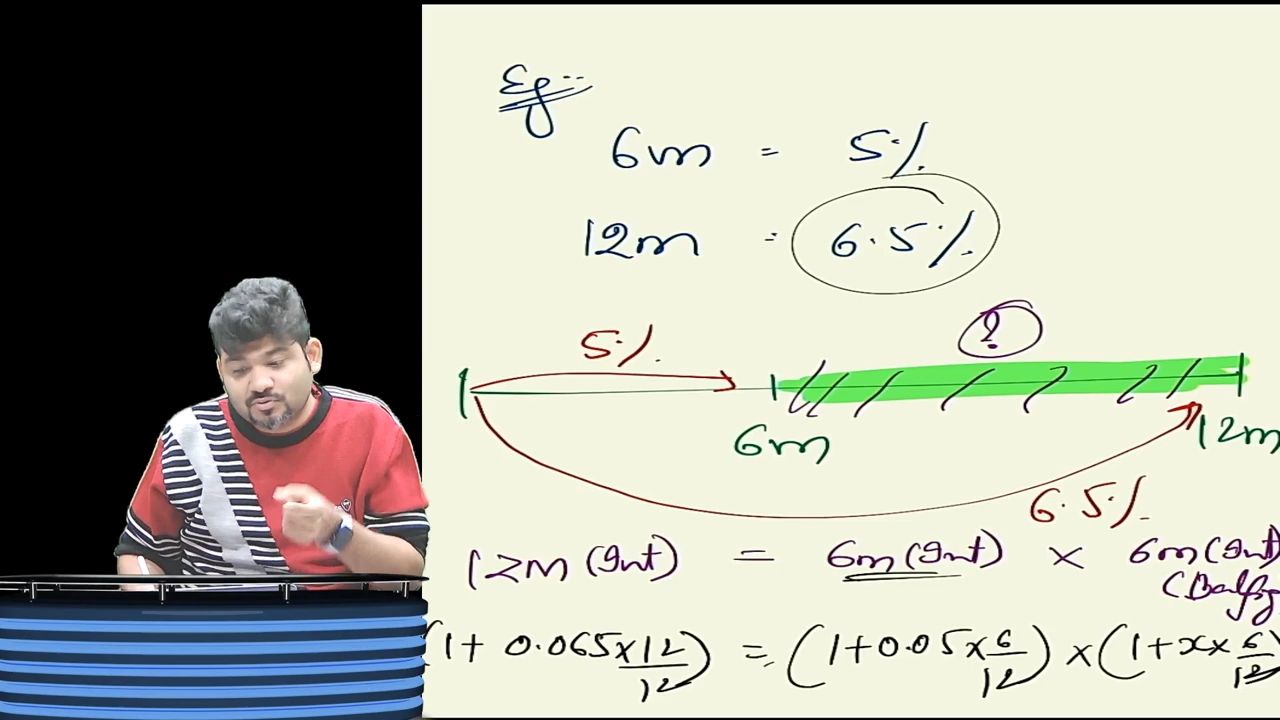 Eg:-
6m = 5%
12m = 6.5%
5%
?
6m
12m
6.5%
12m (Int) = 6m (Int) × 6m (Int)
(1 + 0.065 × 12/12) = (1 + 0.05 × 6/12) × (1 + x × 6/12)